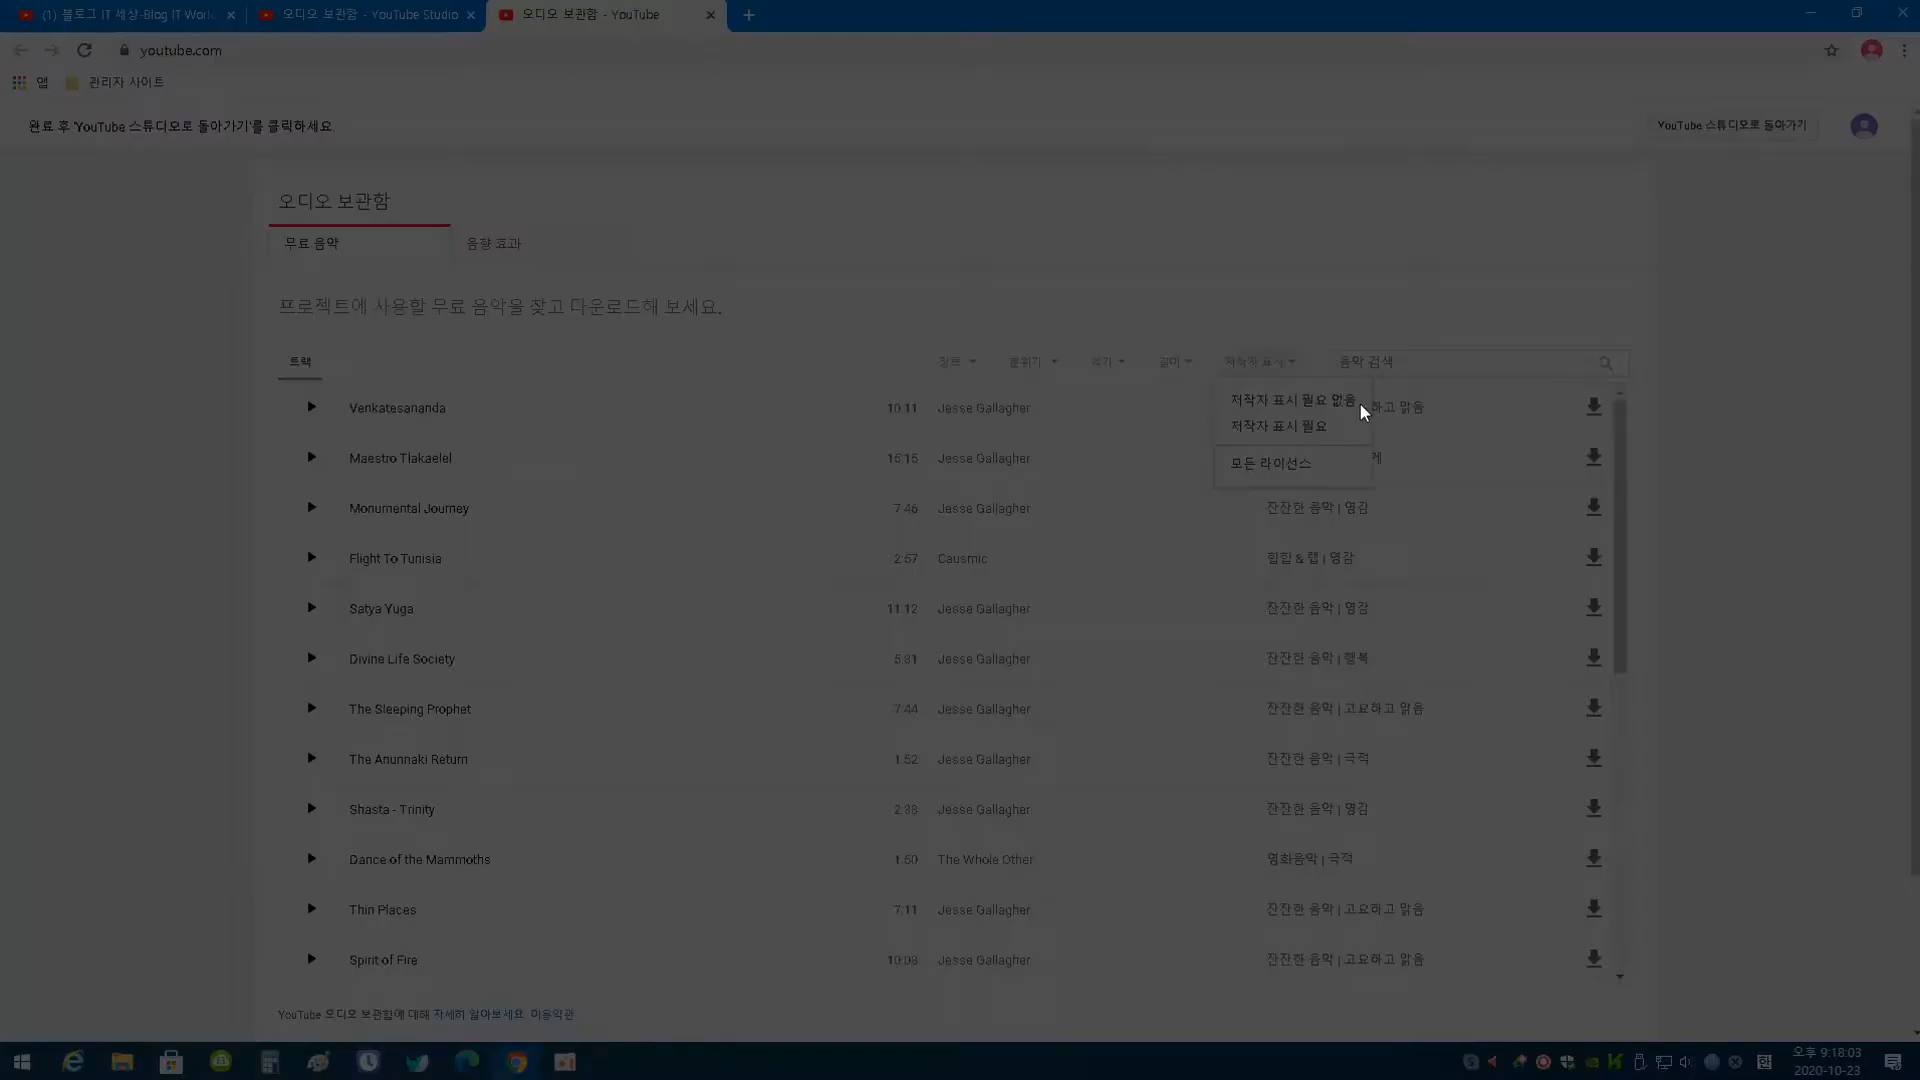 (1) 블로그 IT 세상-Blog IT Worl
오디오 보관함 - YouTube Studio
오디오 보관함 - YouTube
youtube.com
앱
관리자 사이트
완료 후 'YouTube 스튜디오로 돌아가기'를 클릭하세요.
YouTube 스튜디오로 돌아가기
오디오 보관함
무료 음악
음향 효과
프로젝트에 사용할 무료 음악을 찾고 다운로드해 보세요.
트랙 장르 분위기 악기 길이 저작자 표시 음악 검색
저작자 표시 필요 없음
저작자 표시 필요
모든 라이선스
Venkatesananda 10:11 Jesse Gallagher 하고 맑음
Maestro Tlakaelel 15:15 Jesse Gallagher 게
Monumental Journey 7:46 Jesse Gallagher 잔잔한 음악 | 영감
Flight To Tunisia 2:57 Causmic 힙합 & 랩 | 영감
Satya Yuga 11:12 Jesse Gallagher 잔잔한 음악 | 영감
Divine Life Society Jesse Gallagher 잔잔한 음악 | 행복
The Sleeping Prophet 7:44 Jesse Gallagher 잔잔한 음악 | 고요하고 맑음
The Anunnaki Return 1:52 Jesse Gallagher 잔잔한 음악 | 극적
Shasta - Trinity 2:38 Jesse Gallagher 잔잔한 음악 | 영감
Dance of the Mammoths 1:50 The Whole Other 영화음악 | 극적
Thin Places 7:11 Jesse Gallagher 잔잔한 음악 | 고요하고 맑음
Spirit of Fire 10:08 Jesse Gallagher 잔잔한 음악 | 고요하고 맑음
YouTube 오디오 보관함에 대해 자세히 알아보세요. 이용약관
한
오후 9:18:03
2020-10-23